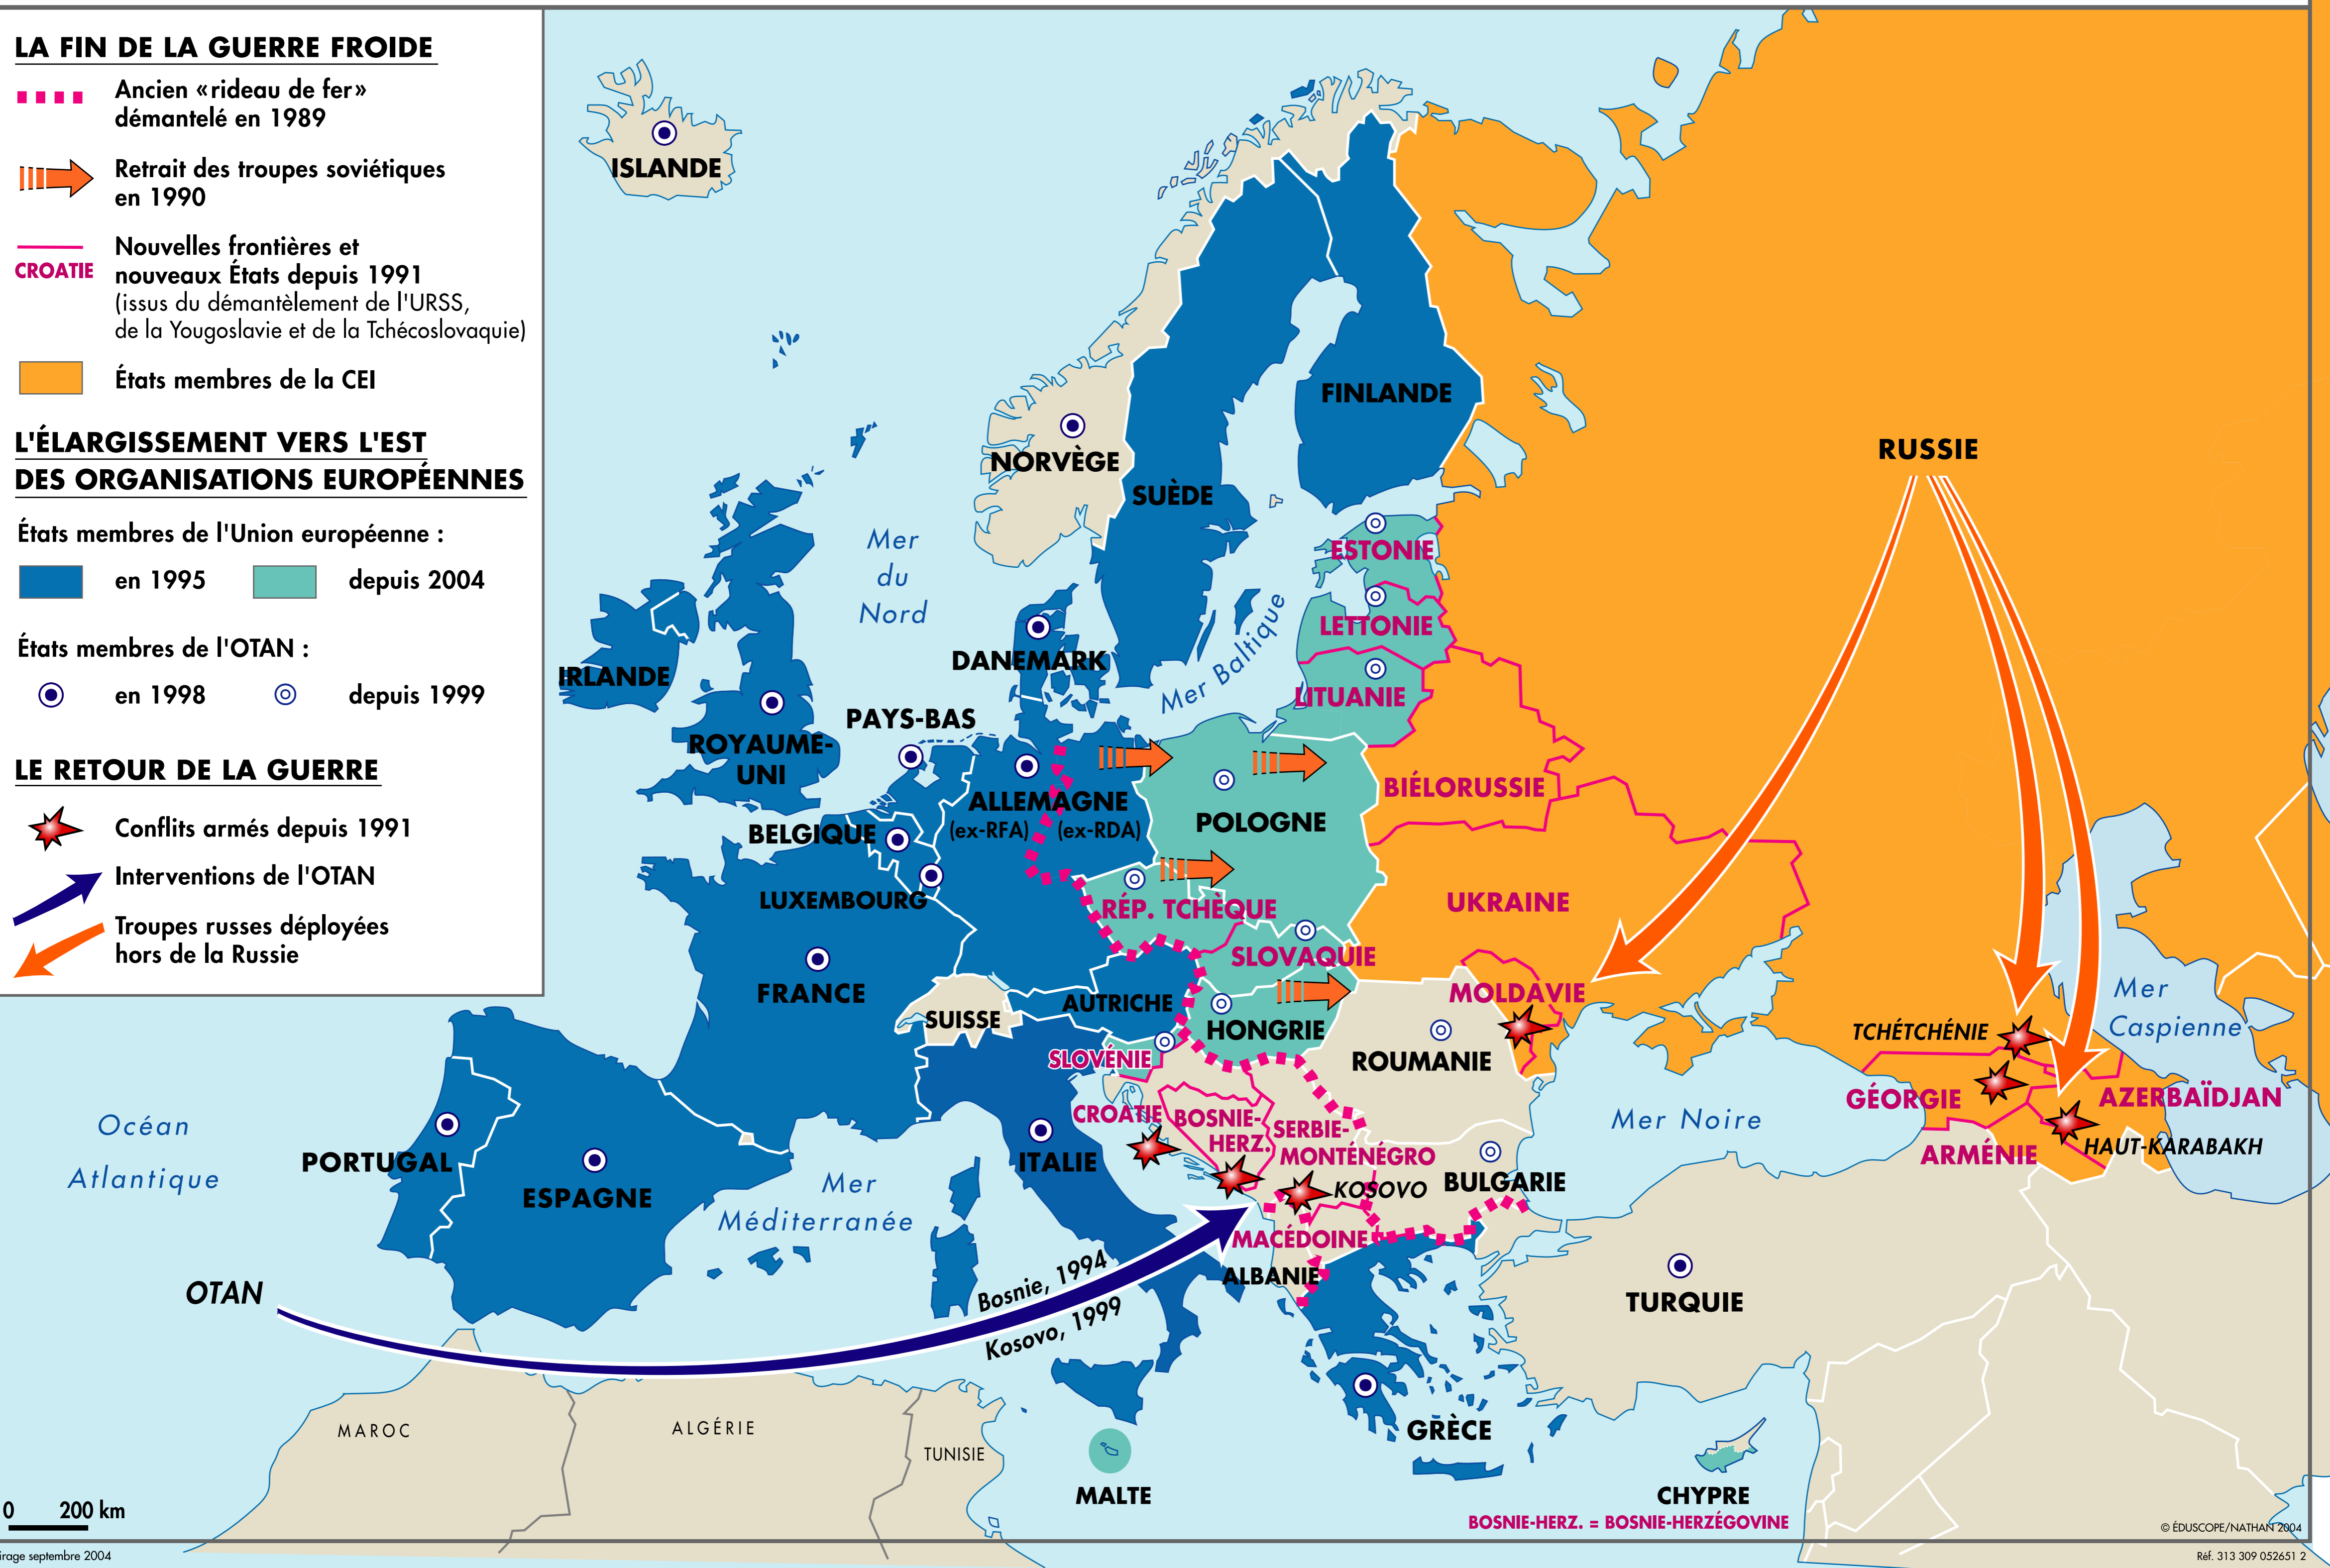 LA FIN DE LA GUERRE FROIDE
Ancien «rideau de fer»
démantelé en 1989
Retrait des troupes soviétiques
en 1990
CROATIE
Nouvelles frontières et
nouveaux États depuis 1991
(issus du démantèlement de l'URSS,
de la Yougoslavie et de la Tchécoslovaquie)
États membres de la CEI
L'ÉLARGISSEMENT VERS L'EST
DES ORGANISATIONS EUROPÉENNES
États membres de l'Union européenne :
en 1995
depuis 2004
États membres de l'OTAN :
en 1998
depuis 1999
LE RETOUR DE LA GUERRE
Conflits armés depuis 1991
Interventions de l'OTAN
Troupes russes déployées
hors de la Russie
ISLANDE
NORVÈGE
SUÈDE
FINLANDE
RUSSIE
Mer
du
Nord
Mer Baltique
ESTONIE
LETTONIE
LITUANIE
IRLANDE
ROYAUME-
UNI
DANEMARK
PAYS-BAS
BELGIQUE
LUXEMBOURG
ALLEMAGNE
(ex-RFA)
(ex-RDA)
POLOGNE
BIÉLORUSSIE
UKRAINE
RÉP. TCHÈQUE
SLOVAQUIE
FRANCE
SUISSE
AUTRICHE
HONGRIE
MOLDAVIE
ROUMANIE
SLOVÉNIE
CROATIE
BOSNIE-
HERZ.
SERBIE-
MONTÉNÉGRO
KOSOVO
BULGARIE
MACÉDOINE
ALBANIE
ITALIE
PORTUGAL
ESPAGNE
Océan
Atlantique
Mer
Méditerranée
Mer Noire
Mer
Caspienne
TCHÉTCHÉNIE
GÉORGIE
AZERBAÏDJAN
ARMÉNIE
HAUT-KARABAKH
OTAN
Bosnie, 1994
Kosovo, 1999
TURQUIE
GRÈCE
MAROC
ALGÉRIE
TUNISIE
MALTE
CHYPRE
0 200 km
BOSNIE-HERZ. = BOSNIE-HERZÉGOVINE
© ÉDUSCOPE/NATHAN 2004
irage septembre 2004
Réf. 313 309 052651 2